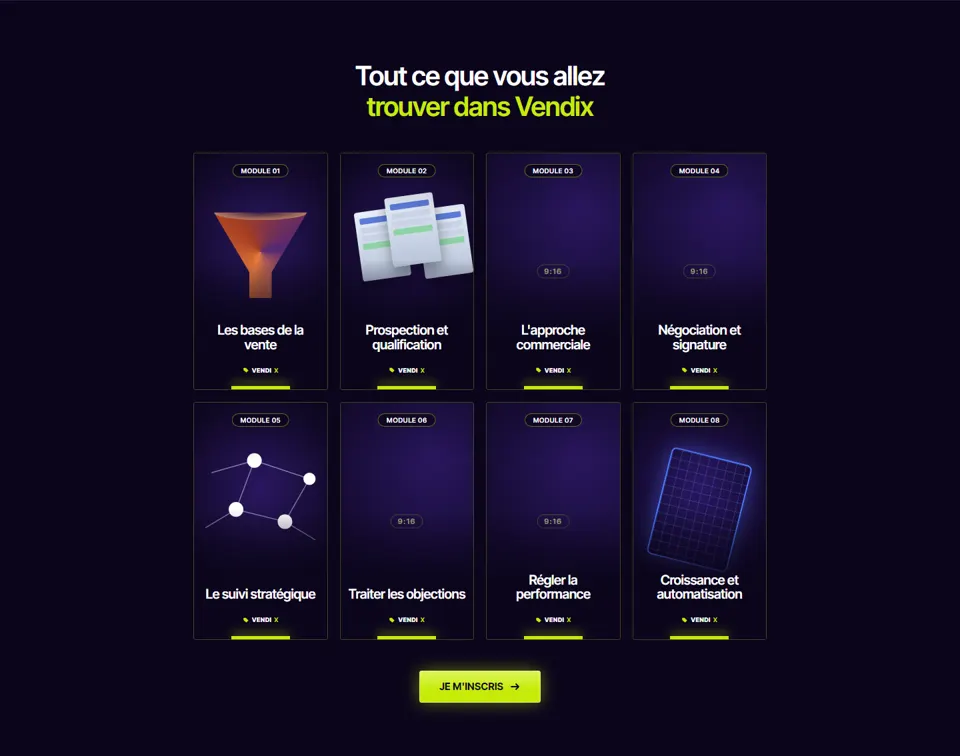 Tout ce que vous allez
trouver dans Vendix
MODULE 01
Les bases de la
vente
VENDI X
MODULE 02
Prospection et
qualification
VENDI X
MODULE 03
9:16
L'approche
commerciale
VENDI X
MODULE 04
9:16
Négociation et
signature
VENDI X
MODULE 05
Le suivi stratégique
VENDI X
MODULE 06
9:16
Traiter les objections
VENDI X
MODULE 07
9:16
Régler la
performance
VENDI X
MODULE 08
Croissance et
automatisation
VENDI X
JE M'INSCRIS →